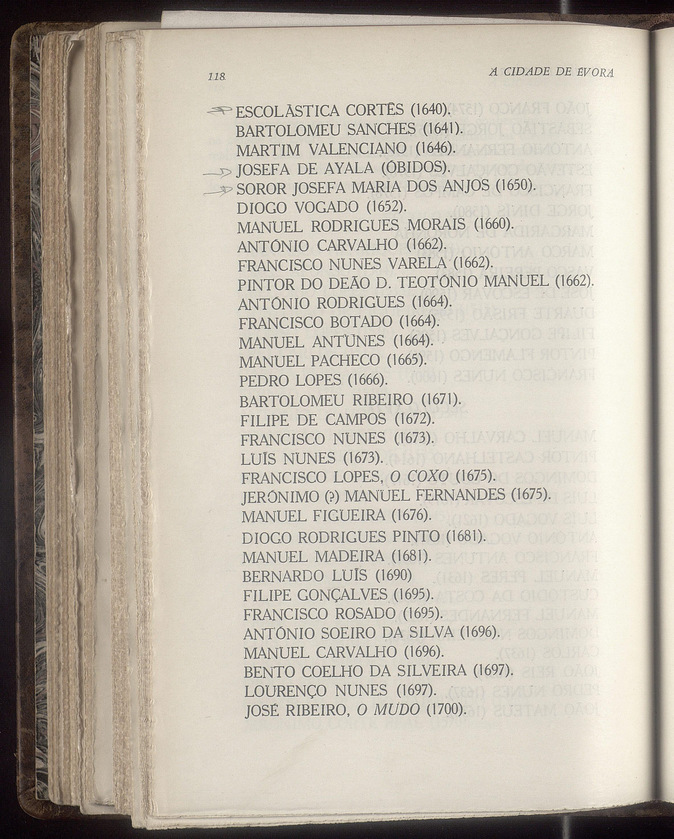 118
A CIDADE DE ÉVORA
ESCOLÁSTICA CORTÊS (1640).
BARTOLOMEU SANCHES (1641).
MARTIM VALENCIANO (1646).
JOSEFA DE AYALA (ÓBIDOS).
SOROR JOSEFA MARIA DOS ANJOS (1650).
DIOGO VOGADO (1652).
MANUEL RODRIGUES MORAIS (1660).
ANTÓNIO CARVALHO (1662).
FRANCISCO NUNES VARELA (1662).
PINTOR DO DEÃO D. TEOTÓNIO MANUEL (1662).
ANTÓNIO RODRIGUES (1664).
FRANCISCO BOTADO (1664).
MANUEL ANTUNES (1664).
MANUEL PACHECO (1665).
PEDRO LOPES (1666).
BARTOLOMEU RIBEIRO (1671).
FILIPE DE CAMPOS (1672).
FRANCISCO NUNES (1673).
LUÍS NUNES (1673).
FRANCISCO LOPES, O COXO (1675).
JERÓNIMO (?) MANUEL FERNANDES (1675).
MANUEL FIGUEIRA (1676).
DIOGO RODRIGUES PINTO (1681).
MANUEL MADEIRA (1681).
BERNARDO LUÍS (1690)
FILIPE GONÇALVES (1695).
FRANCISCO ROSADO (1695).
ANTÓNIO SOEIRO DA SILVA (1696).
MANUEL CARVALHO (1696).
BENTO COELHO DA SILVEIRA (1697).
LOURENÇO NUNES (1697).
JOSÉ RIBEIRO, O MUDO (1700).